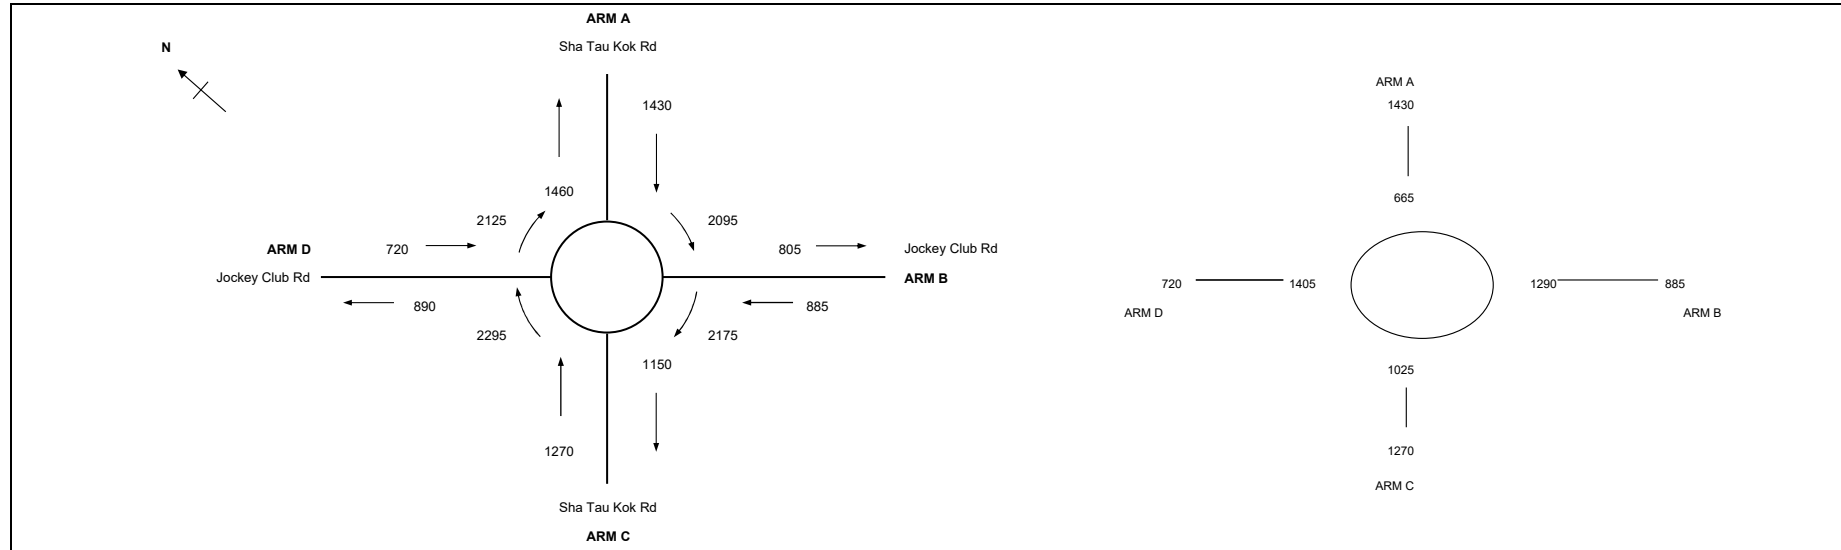 ARM A
Sha Tau Kok Rd
N
1430
1460
2125
2095
ARM D
720
805
Jockey Club Rd
Jockey Club Rd
ARM B
890
885
2295
2175
1150
1270
Sha Tau Kok Rd
ARM C
ARM A
1430
665
720
1405
1290
885
ARM D
ARM B
1025
1270
ARM C